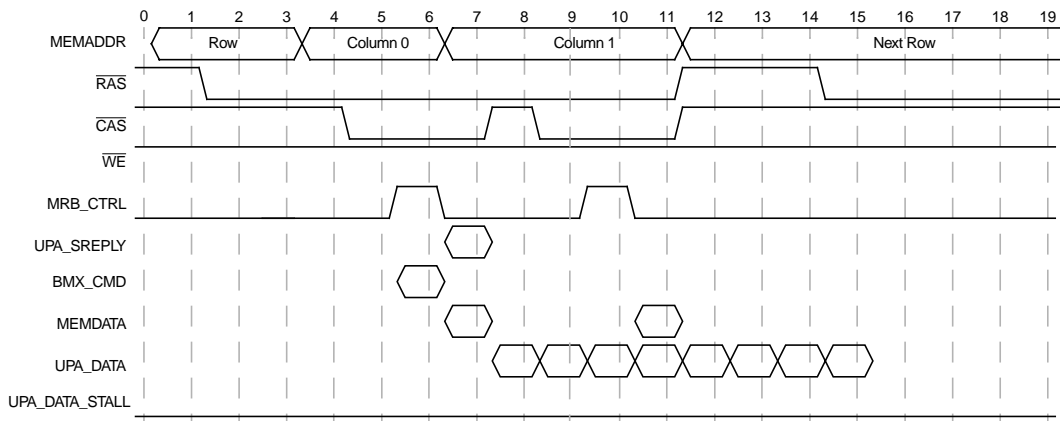 0 1 2 3 4 5 6 7 8 9 10 11 12 13 14 15 16 17 18 19
MEMADDR Row Column 0 Column 1 Next Row
RAS
CAS
WE
MRB_CTRL
UPA_SREPLY
BMX_CMD
MEMDATA
UPA_DATA
UPA_DATA_STALL